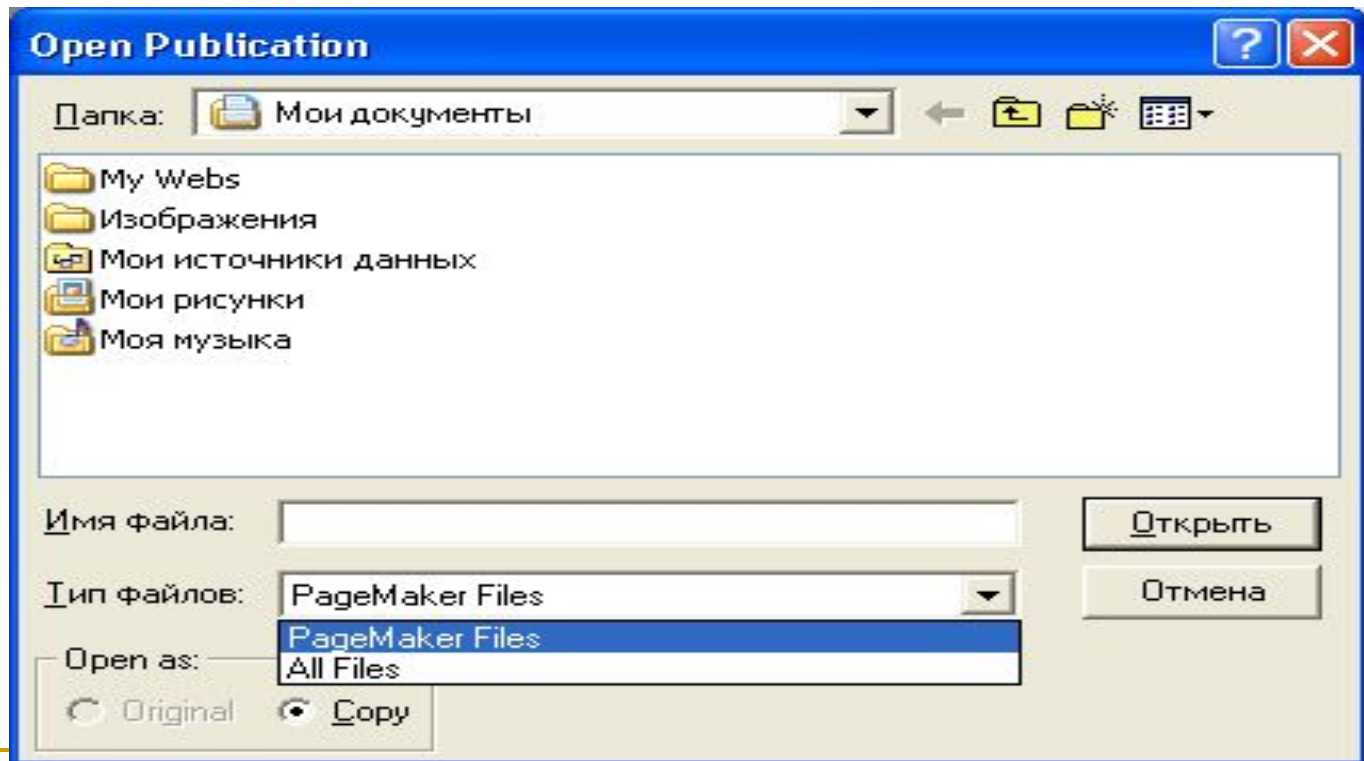 Open Publication
Папка: Мои документы
My Webs
Изображения
Мои источники данных
Мои рисунки
Моя музыка
Имя файла:
Открыть
Тип файлов: PageMaker Files
Отмена
PageMaker Files
All Files
Open as:
Original Copy